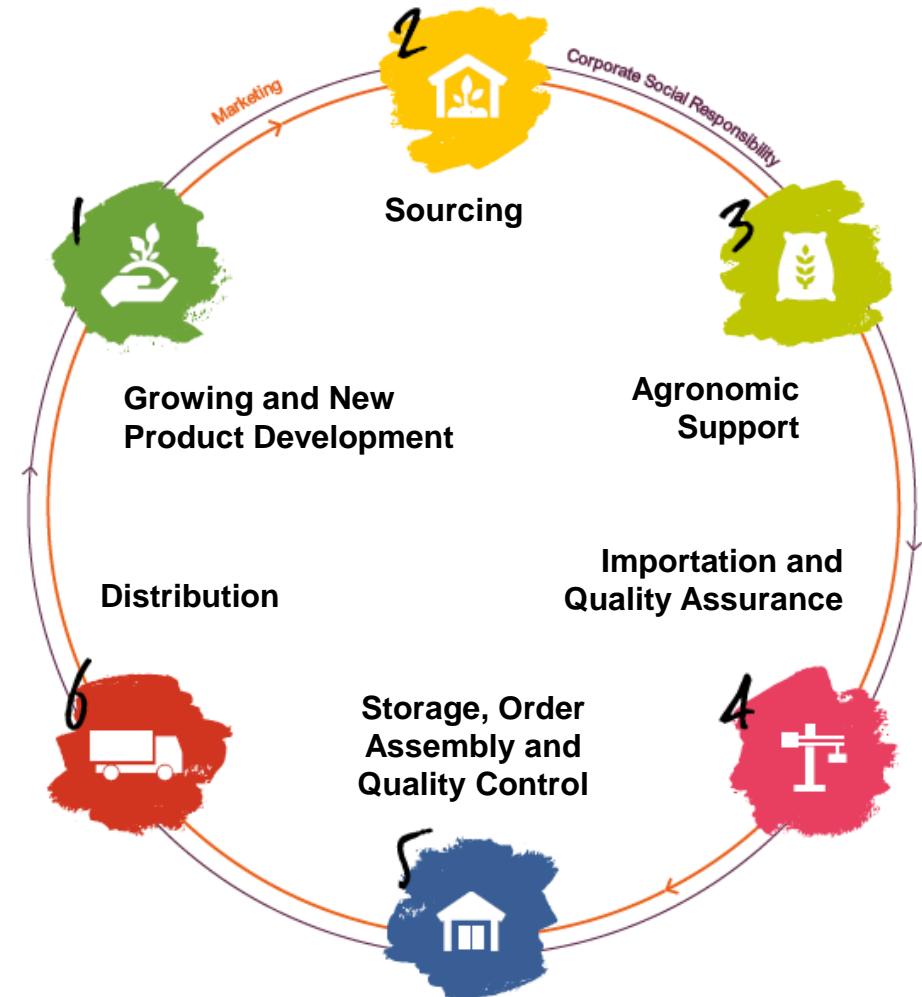 2
Marketing
Corporate Social Responsibility
1
3
Sourcing
Growing and New
Product Development
Agronomic
Support
Distribution
Importation and
Quality Assurance
6
4
Storage, Order
Assembly and
Quality Control
5